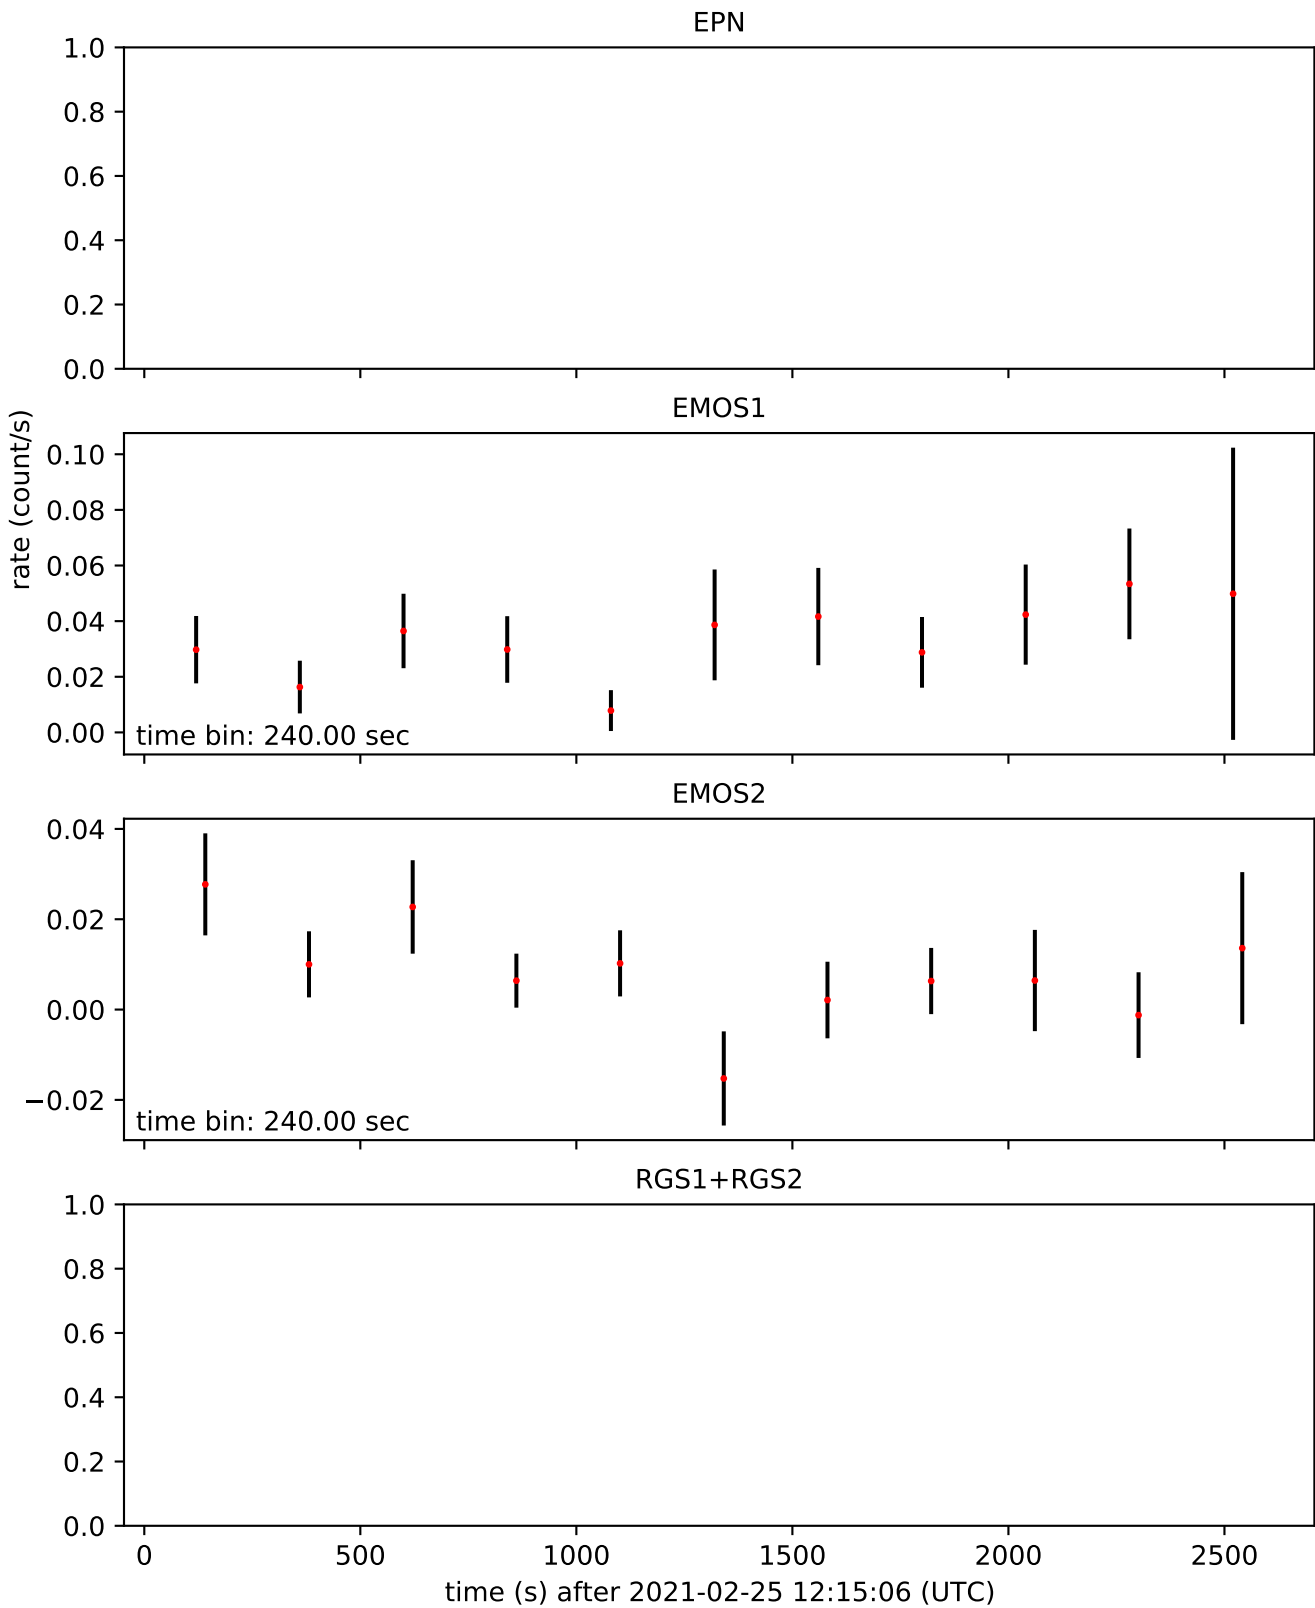 EPN
1.0
0.8
0.6
0.4
0.2
0.0
EMOS1
rate (count/s)
0.10
0.08
0.06
0.04
0.02
0.00
time bin: 240.00 sec
EMOS2
0.04
0.02
0.00
−0.02
time bin: 240.00 sec
RGS1+RGS2
1.0
0.8
0.6
0.4
0.2
0.0
0 500 1000 1500 2000 2500
time (s) after 2021-02-25 12:15:06 (UTC)